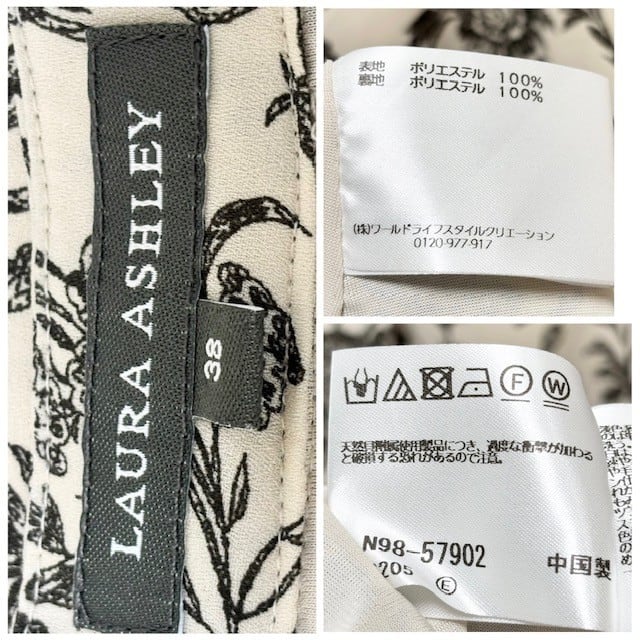 LAURA ASHLEY
38
表地 ポリエステル 100%
裏地 ポリエステル 100%
(株)ワールドライフスタイルクリエーション
0120-977-917
F W
天然貝附属使用製品につき、過度な衝撃が加わる
と破損する恐れがあるので注意。
N98-57902
205 E 中国製